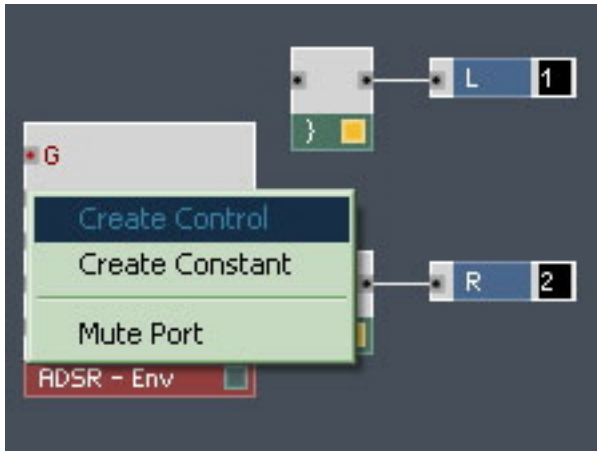 L 1
}
G
Create Control
Create Constant
R 2
Mute Port
ADSR - Env